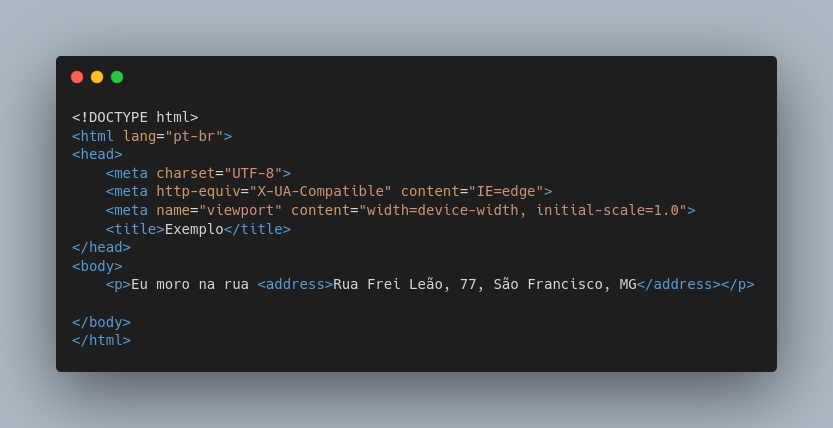 <!DOCTYPE html>
<html lang="pt-br">
<head>
    <meta charset="UTF-8">
    <meta http-equiv="X-UA-Compatible" content="IE=edge">
    <meta name="viewport" content="width=device-width, initial-scale=1.0">
    <title>Exemplo</title>
</head>
<body>
    <p>Eu moro na rua <address>Rua Frei Leão, 77, São Francisco, MG</address></p>

</body>
</html>